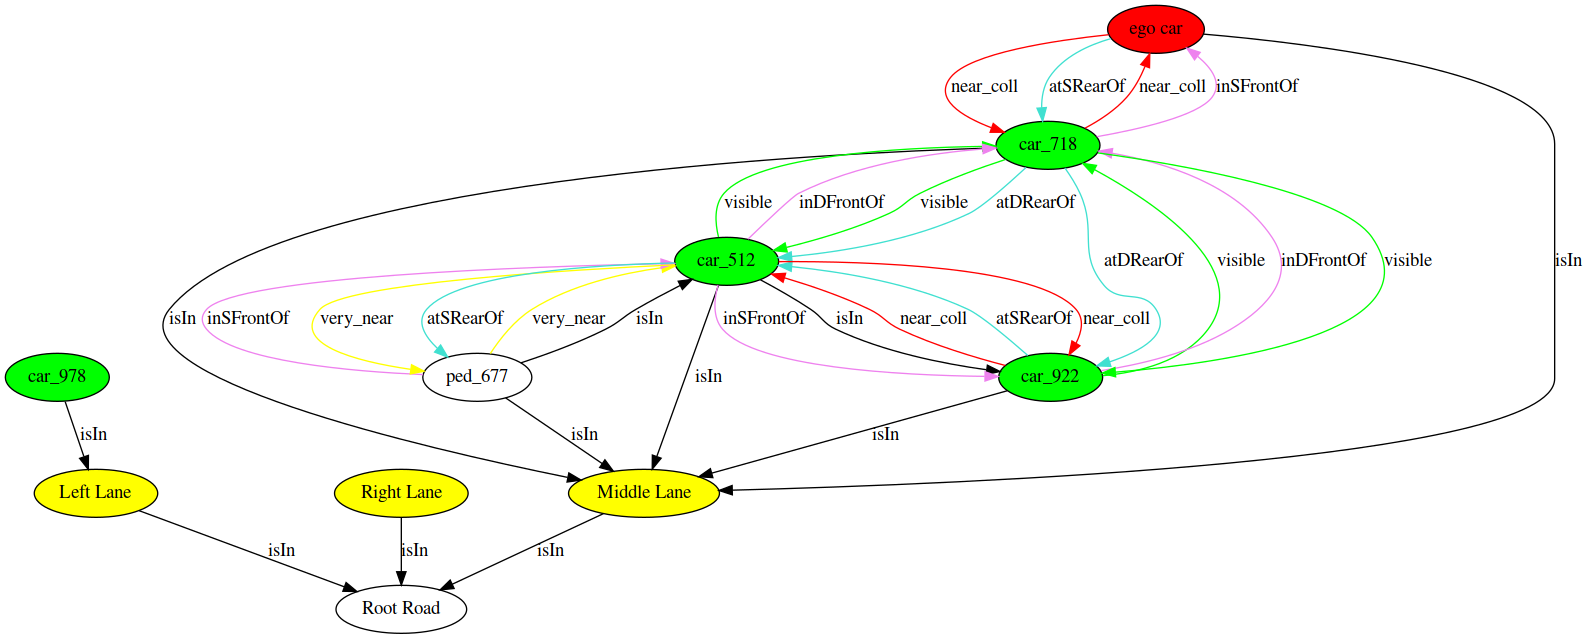 ego car
near_coll
atSRearOf
near_coll
inSFrontOf
car_718
visible
inDFrontOf
visible
atDRearOf
car_512
atDRearOf
visible
inDFrontOf
visible
isIn
isIn
inSFrontOf
very_near
atSRearOf
very_near
isIn
inSFrontOf
isIn
near_coll
atSRearOf
near_coll
car_978
ped_677
isIn
car_922
isIn
isIn
isIn
Left Lane
Right Lane
Middle Lane
isIn
isIn
isIn
Root Road